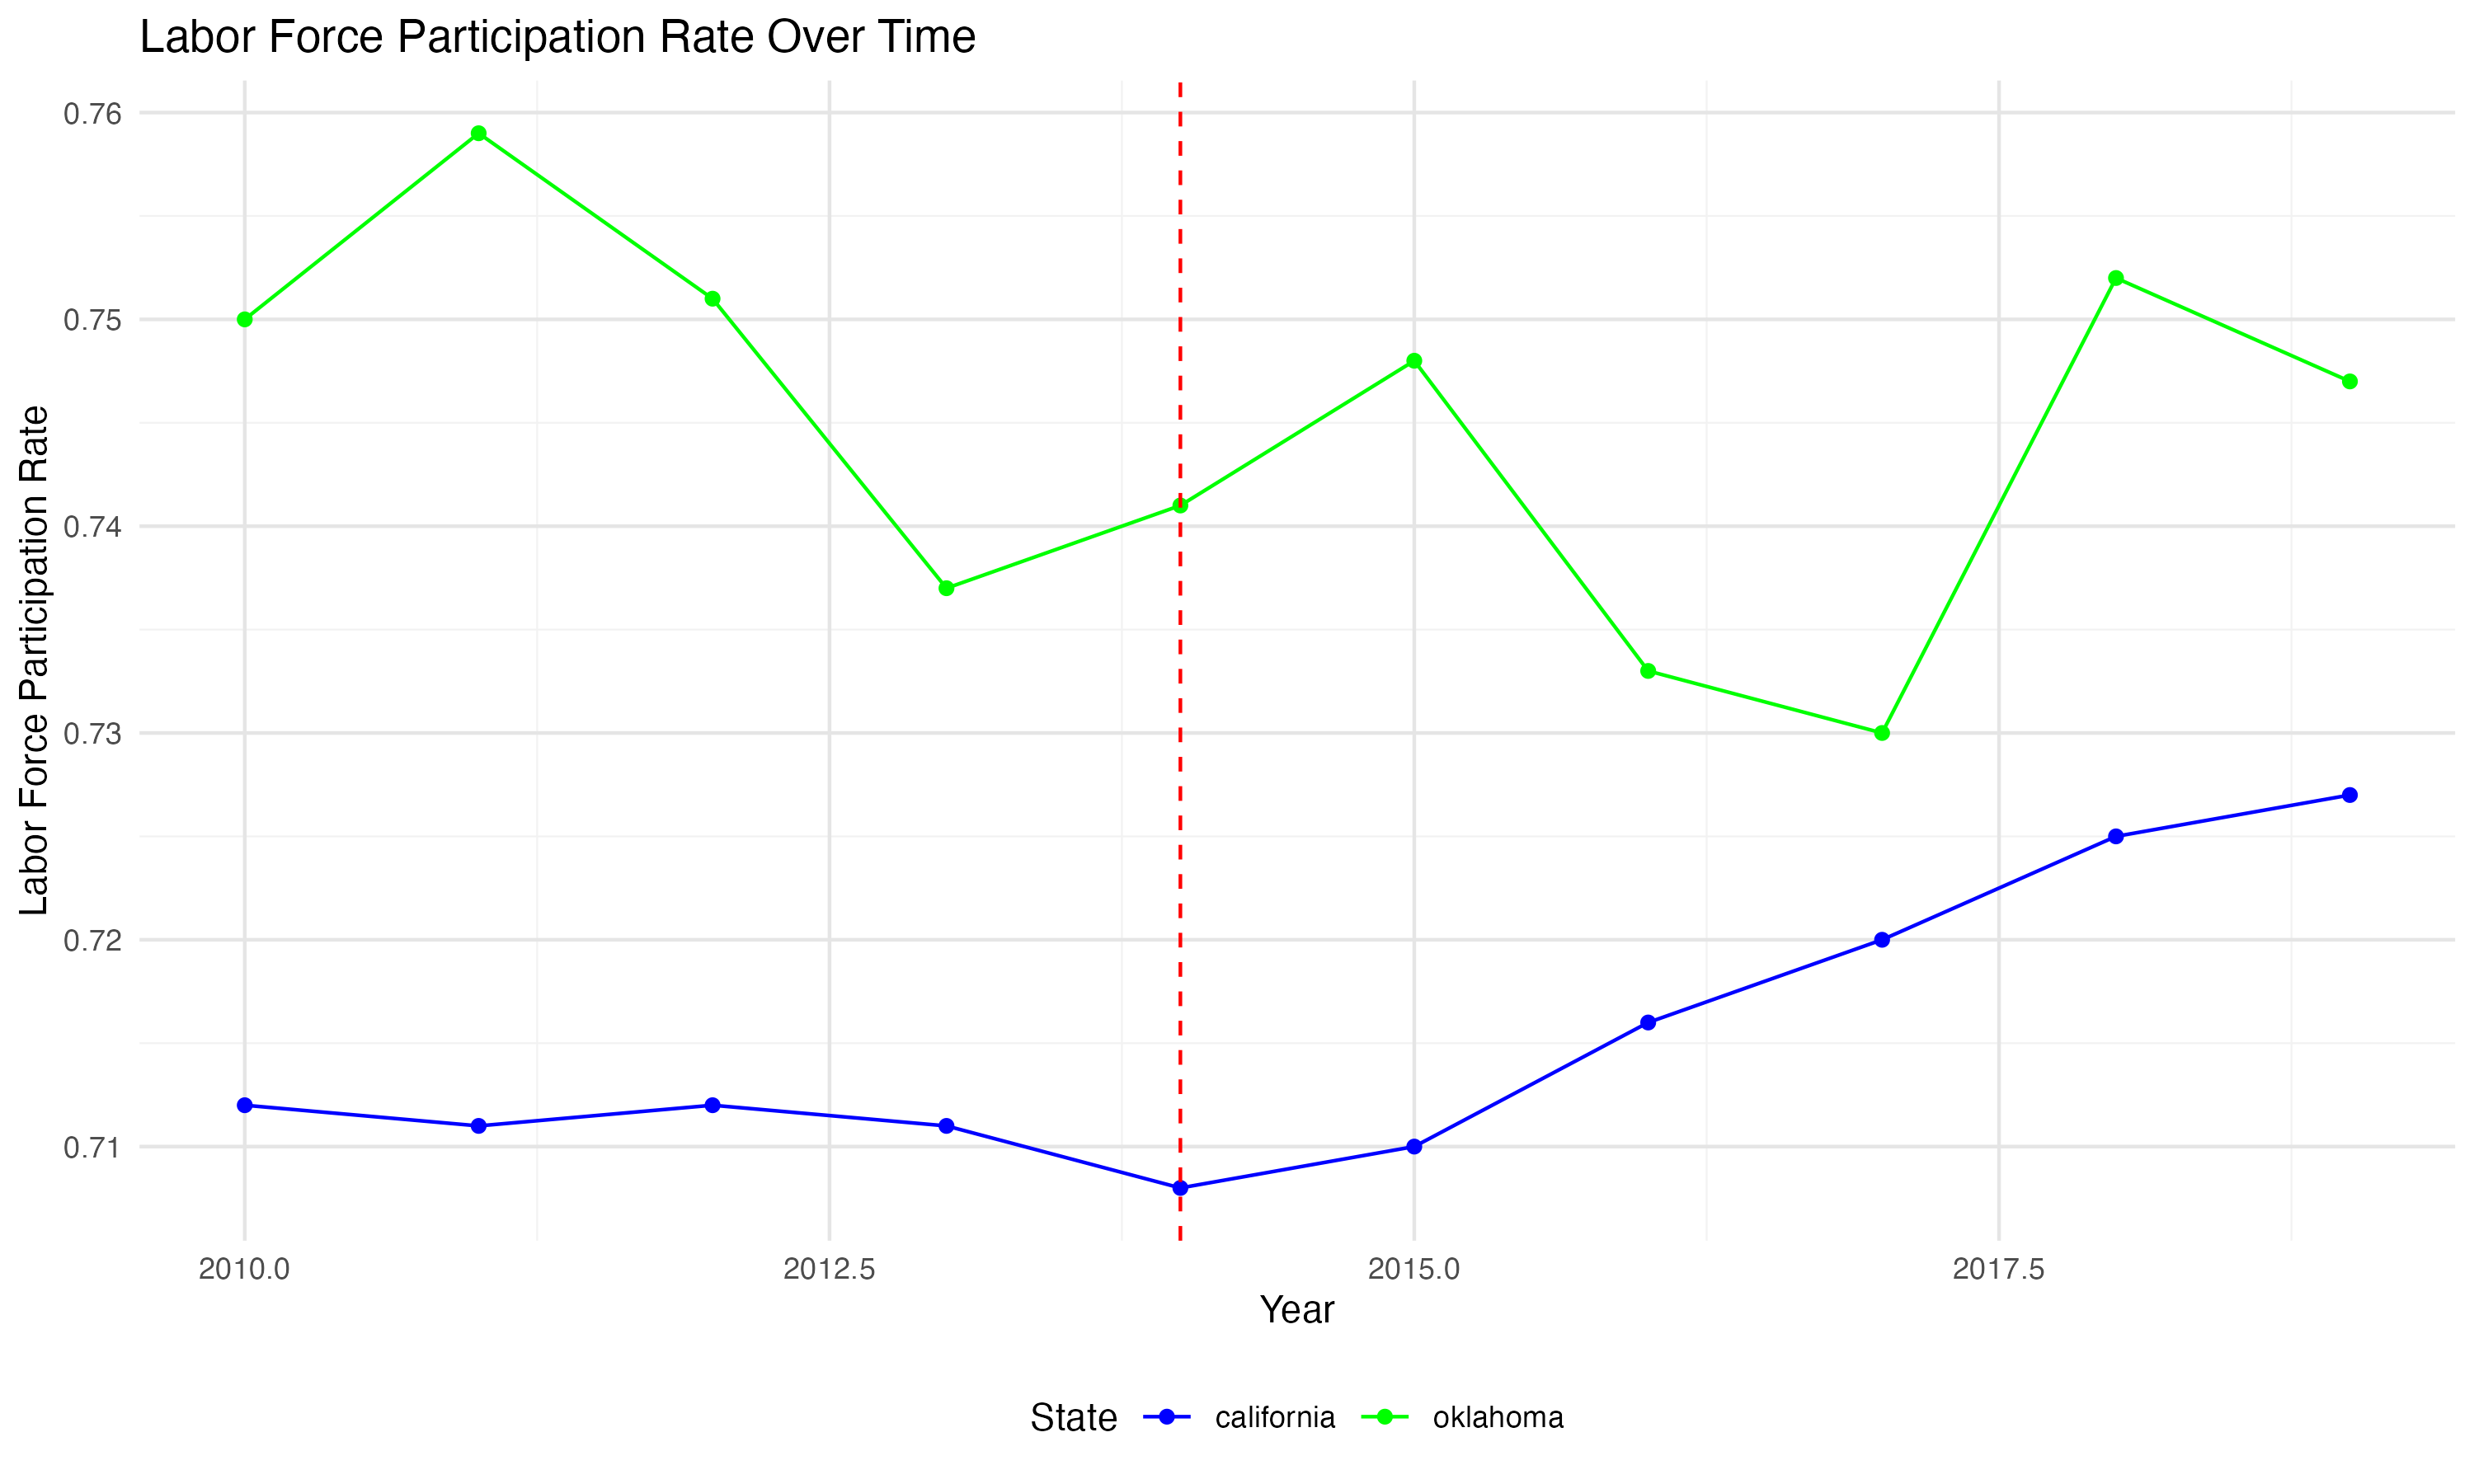 Labor Force Participation Rate Over Time
Labor Force Participation Rate
0.76
0.75
0.74
0.73
0.72
0.71
2010.0 2012.5 2015.0 2017.5
Year
State california oklahoma